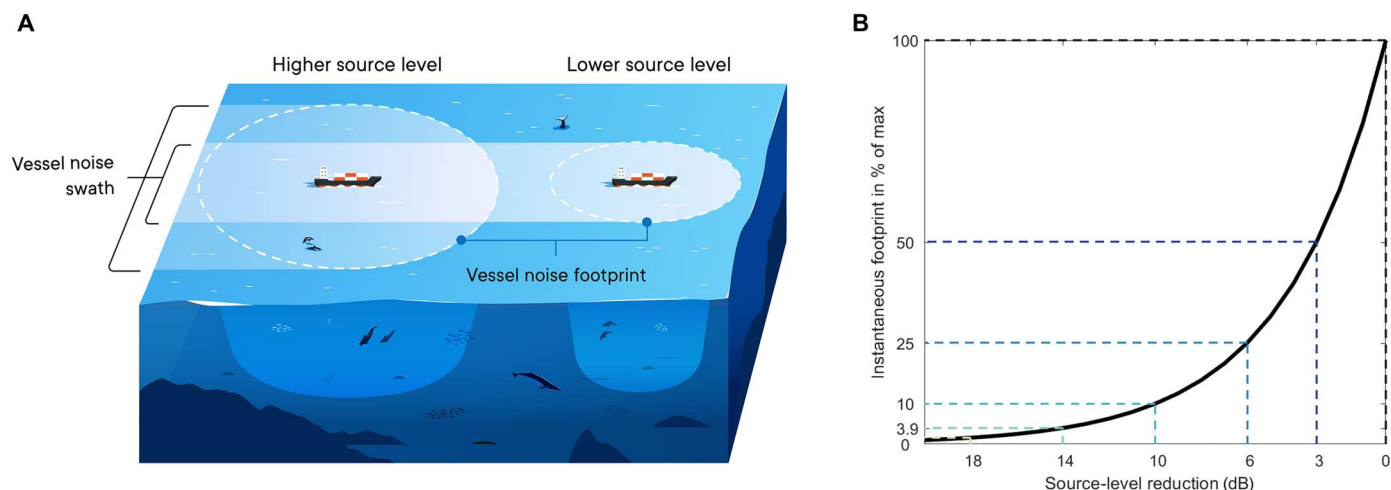 A
Higher source level
Lower source level
Vessel noise
swath
Vessel noise footprint
B
Instantaneous footprint in % of max
100
50
25
10
3.9
0
18
14
10
6
3
0
Source-level reduction (dB)